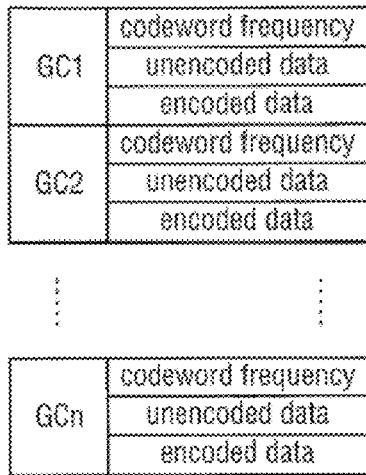 codeword frequency
GC1 unencoded data
encoded data
codeword frequency
GC2 unencoded data
encoded data
codeword frequency
GCn unencoded data
encoded data